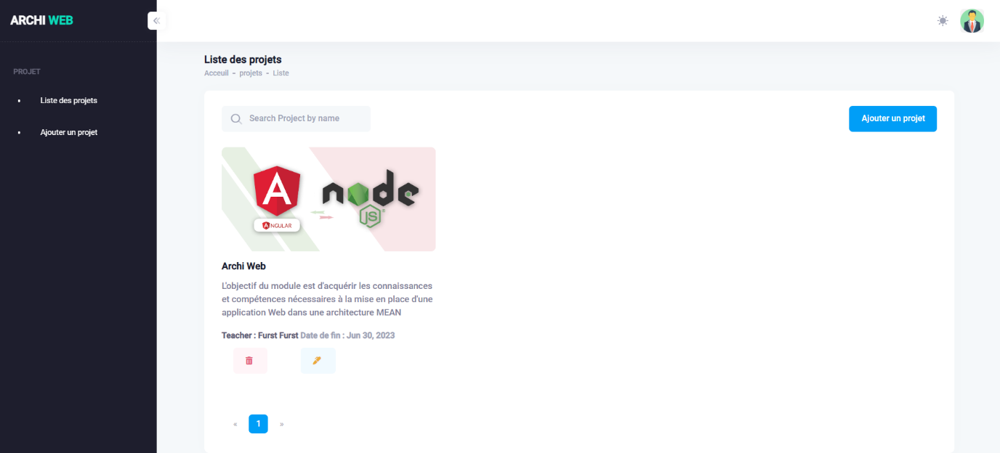 ARCHI WEB
PROJET
Liste des projets
Ajouter un projet
Liste des projets
Acceuil - projets - Liste
Search Project by name
Ajouter un projet
ANGULAR
node
JS
Archi Web
L'objectif du module est d'acquérir les connaissances
et compétences nécessaires à la mise en place d'une
application Web dans une architecture MEAN
Teacher : Furst Furst Date de fin : Jun 30, 2023
« 1 »